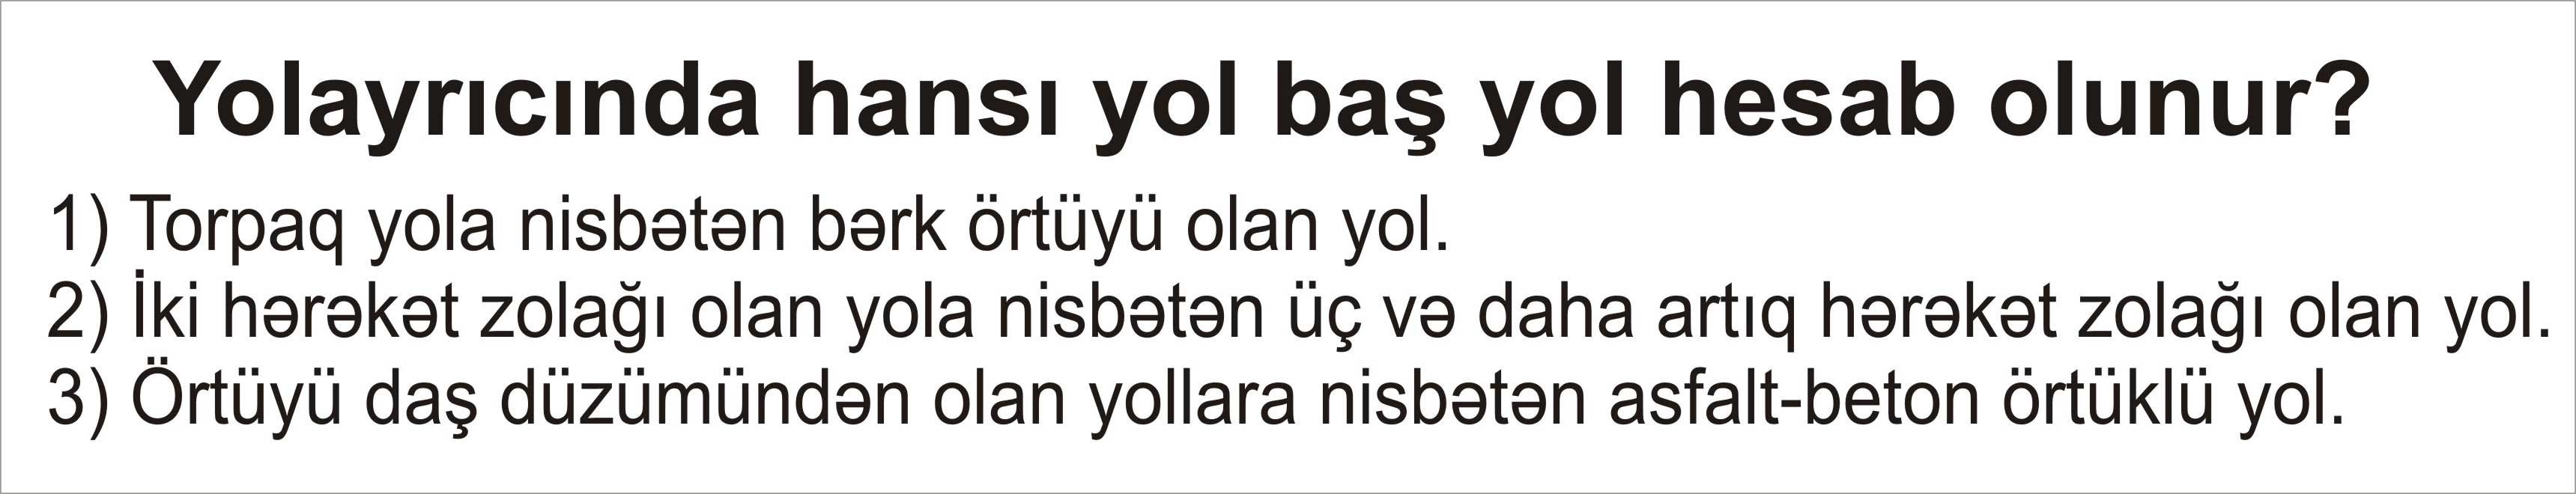 Yolayrıcında hansı yol baş yol hesab olunur?
1) Torpaq yola nisbətən bərk örtüyü olan yol.
2) İki hərəkət zolağı olan yola nisbətən üç və daha artıq hərəkət zolağı olan yol.
3) Örtüyü daş düzümündən olan yollara nisbətən asfalt-beton örtüklü yol.